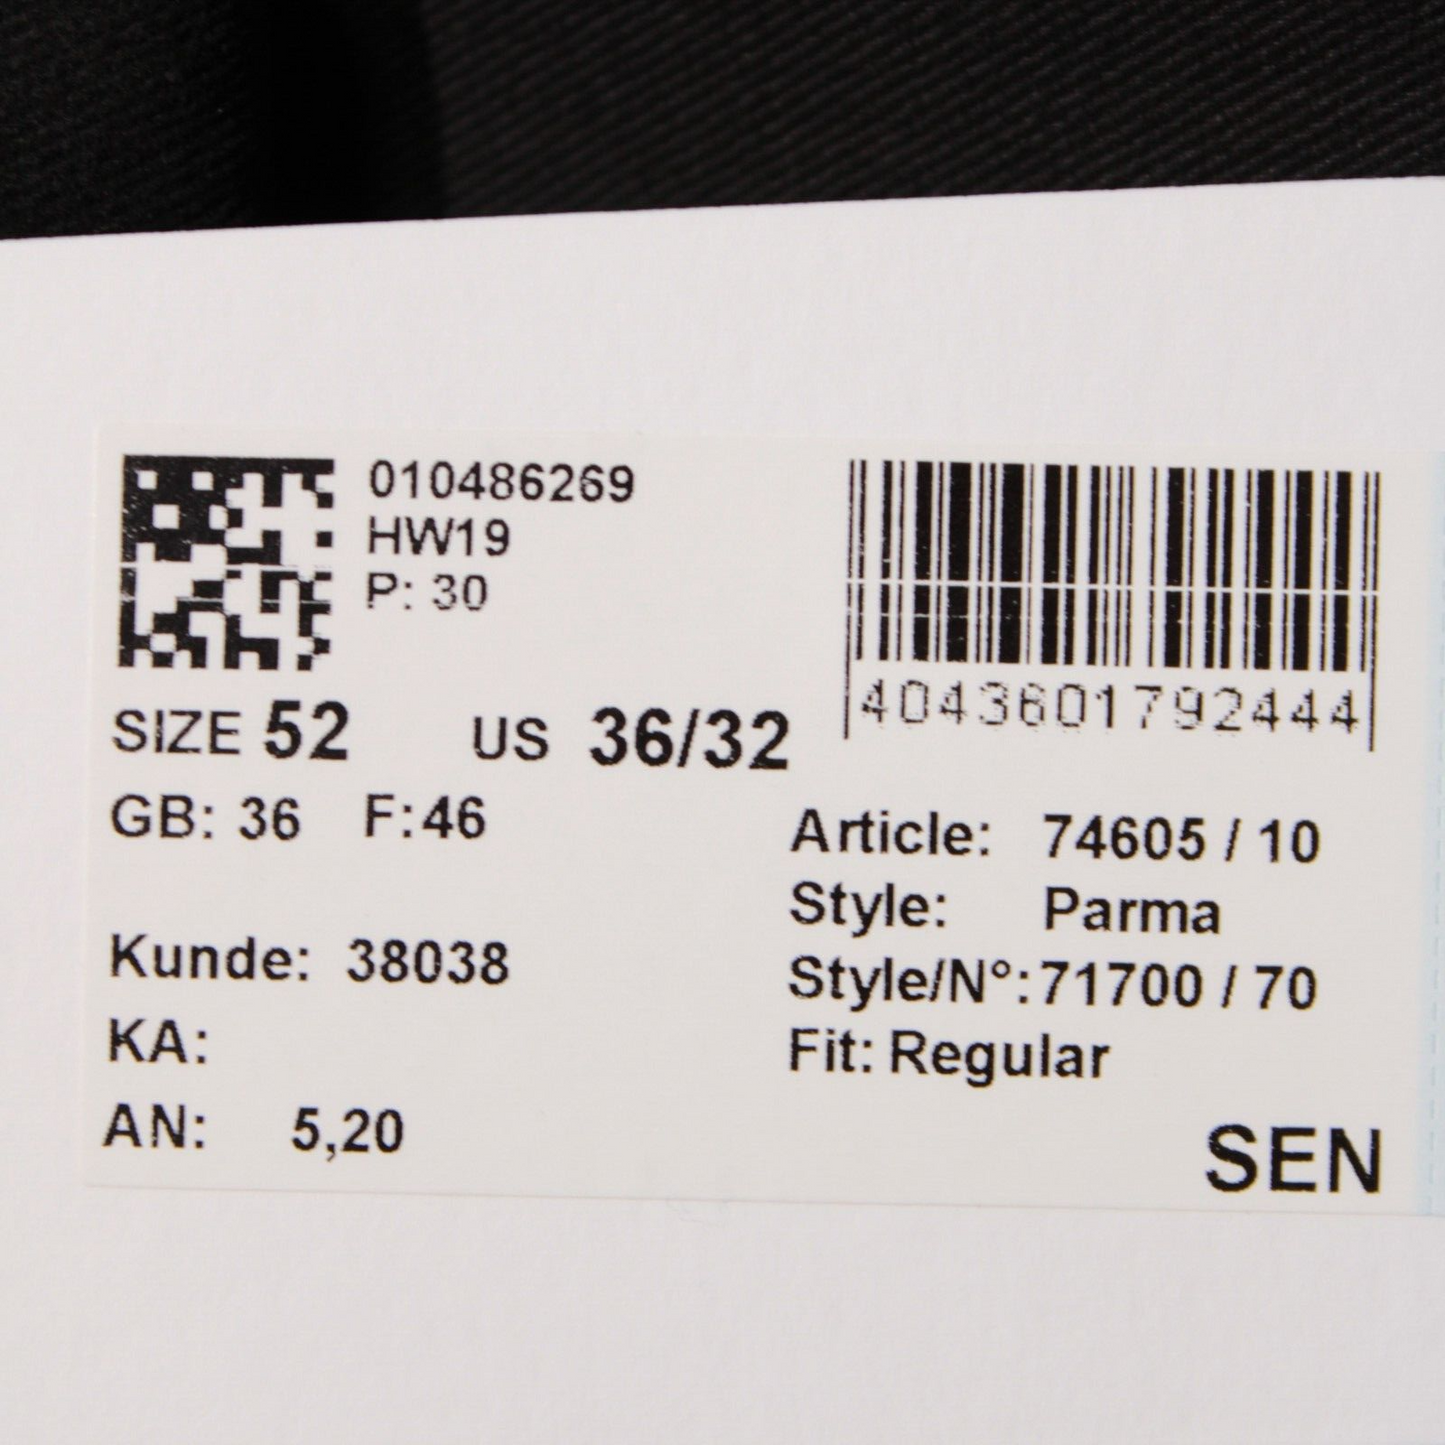 010486269
HW19
P: 30
4043601792444
SIZE 52 US 36/32
GB: 36 F:46
Kunde: 38038
KA:
AN: 5,20
Article: 74605 / 10
Style: Parma
Style/N°:71700 / 70
Fit: Regular
SEN